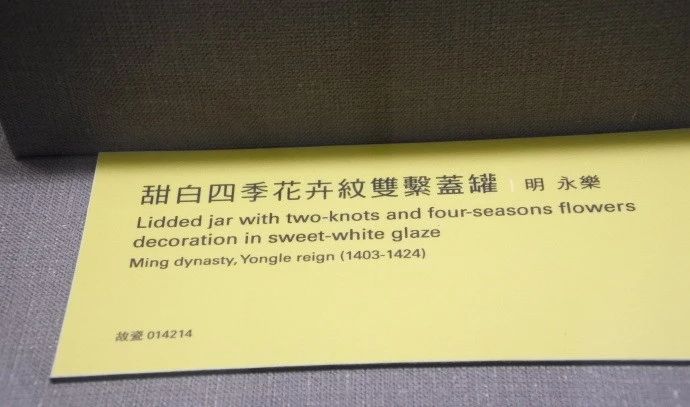 甜白四季花卉紋雙繫蓋罐 | 明 永樂
Lidded jar with two-knots and four-seasons flowers
decoration in sweet-white glaze
Ming dynasty, Yongle reign (1403-1424)
故瓷 014214